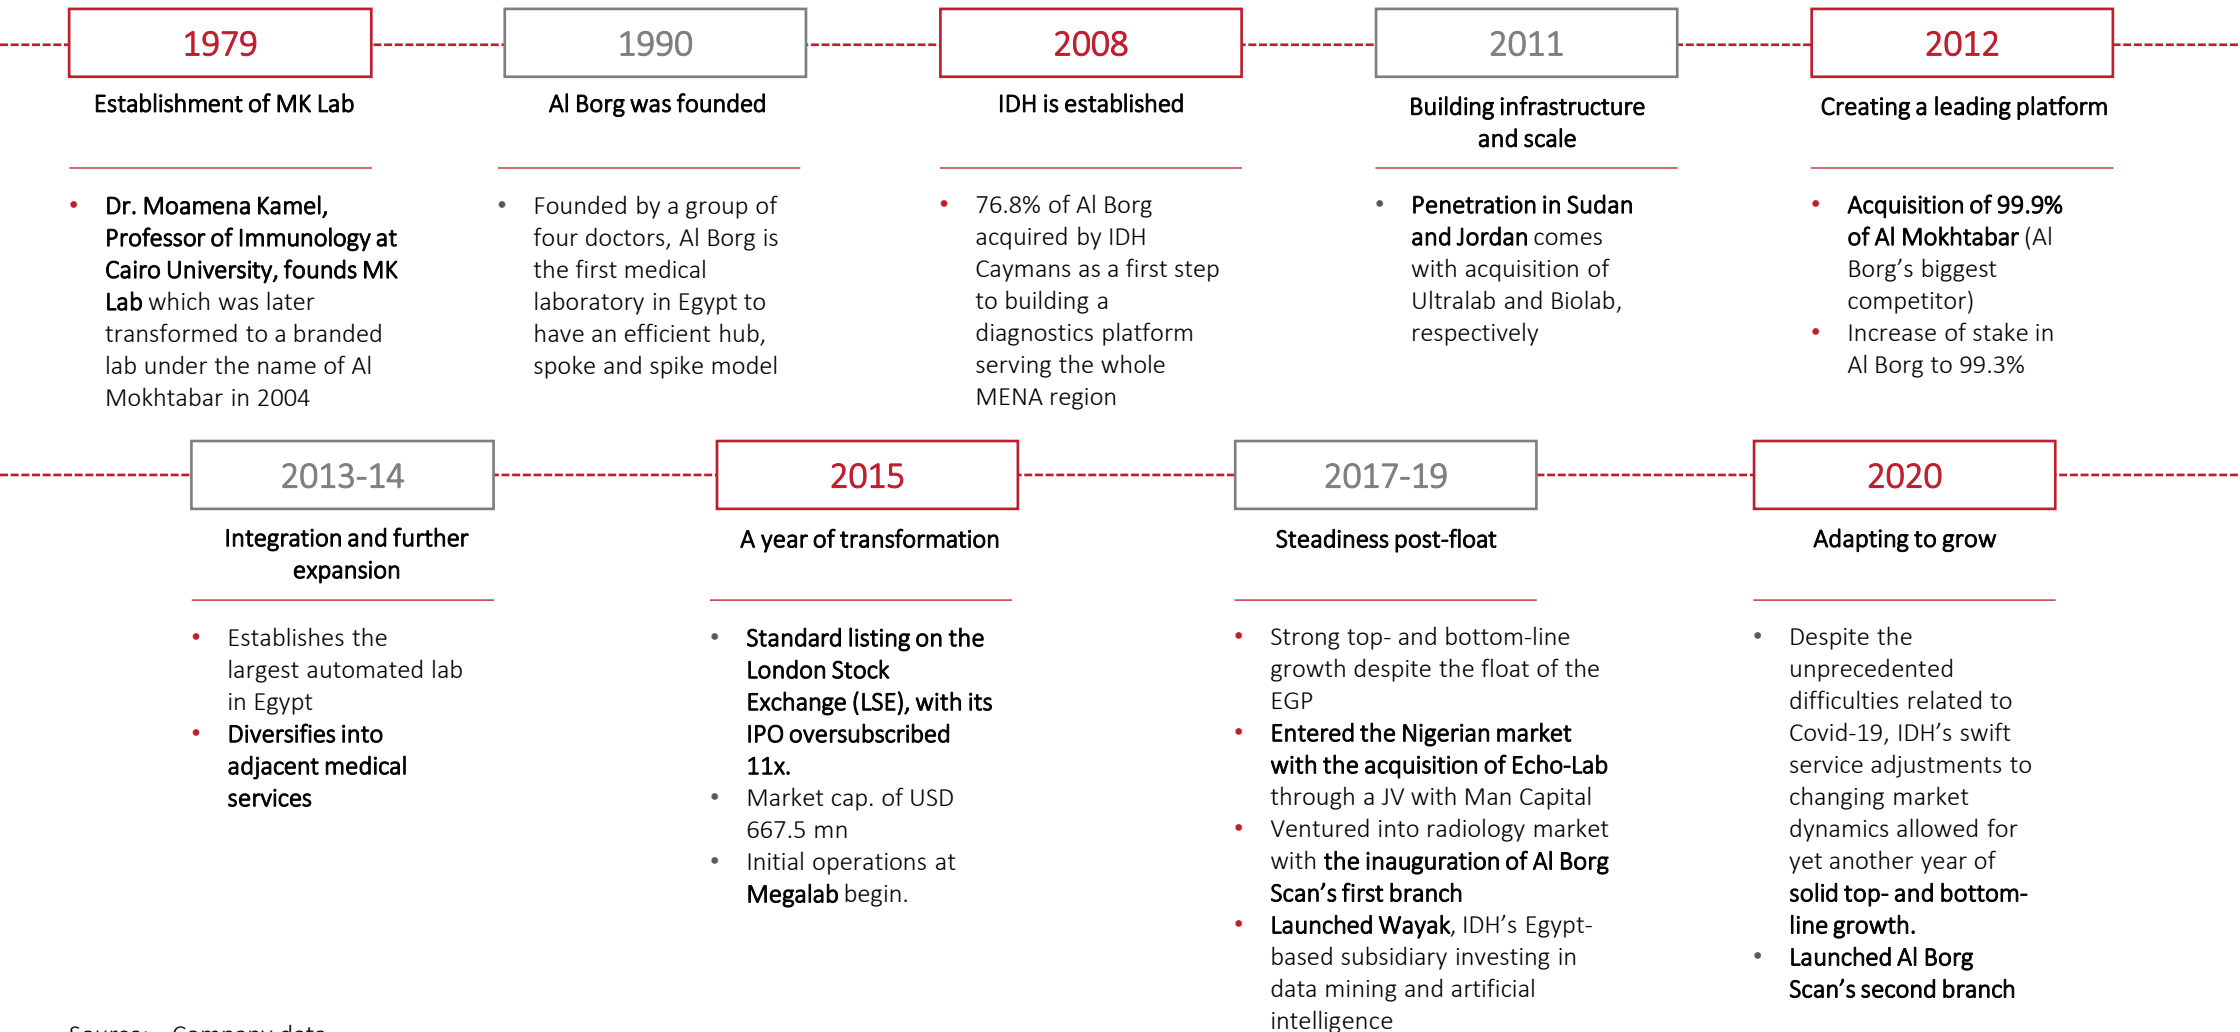 1979
Establishment of MK Lab
• Dr. Moamena Kamel,
Professor of Immunology at
Cairo University, founds MK
Lab which was later
transformed to a branded
lab under the name of Al
Mokhtabar in 2004
1990
Al Borg was founded
• Founded by a group of
four doctors, Al Borg is
the first medical
laboratory in Egypt to
have an efficient hub,
spoke and spike model
2008
IDH is established
• 76.8% of Al Borg
acquired by IDH
Caymans as a first step
to building a
diagnostics platform
serving the whole
MENA region
2011
Building infrastructure
and scale
• Penetration in Sudan
and Jordan comes
with acquisition of
Ultralab and Biolab,
respectively
2012
Creating a leading platform
• Acquisition of 99.9%
of Al Mokhtabar (Al
Borg’s biggest
competitor)
• Increase of stake in
Al Borg to 99.3%
2013-14
Integration and further
expansion
• Establishes the
largest automated lab
in Egypt
• Diversifies into
adjacent medical
services
2015
A year of transformation
• Standard listing on the
London Stock
Exchange (LSE), with its
IPO oversubscribed
11x.
• Market cap. of USD
667.5 mn
• Initial operations at
Megalab begin.
2017-19
Steadiness post-float
• Strong top- and bottom-line
growth despite the float of the
EGP
• Entered the Nigerian market
with the acquisition of Echo-Lab
through a JV with Man Capital
• Ventured into radiology market
with the inauguration of Al Borg
Scan’s first branch
• Launched Wayak, IDH’s Egypt-
based subsidiary investing in
data mining and artificial
intelligence
2020
Adapting to grow
• Despite the
unprecedented
difficulties related to
Covid-19, IDH’s swift
service adjustments to
changing market
dynamics allowed for
yet another year of
solid top- and bottom-
line growth.
• Launched Al Borg
Scan’s second branch
Source: Company data